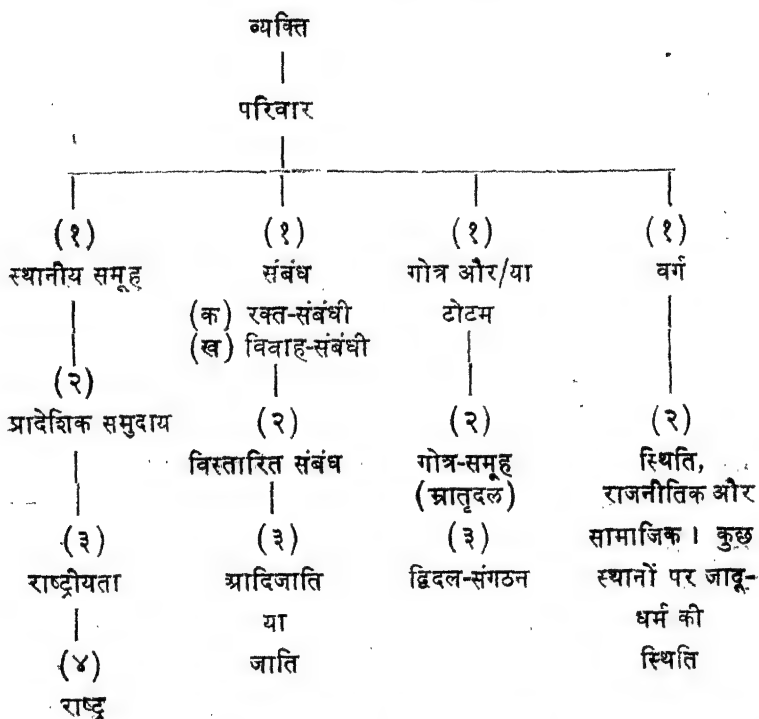 व्यक्ति
परिवार
(१)
स्थानीय समूह
(२)
प्रादेशिक समुदाय
(३)
राष्ट्रीयता
(४)
राष्ट्र
(१)
संबंध
(क) रक्त-संबंधी
(ख) विवाह-संबंधी
(२)
विस्तारित संबंध
(३)
आदिजाति
या
जाति
(१)
गोत्र और/या
टोटम
(२)
गोत्र-समूह
(भ्रातृदल)
(३)
द्विदल-संगठन
(१)
वर्ग
(२)
स्थिति,
राजनीतिक और
सामाजिक। कुछ
स्थानों पर जादू-
धर्म की
स्थिति